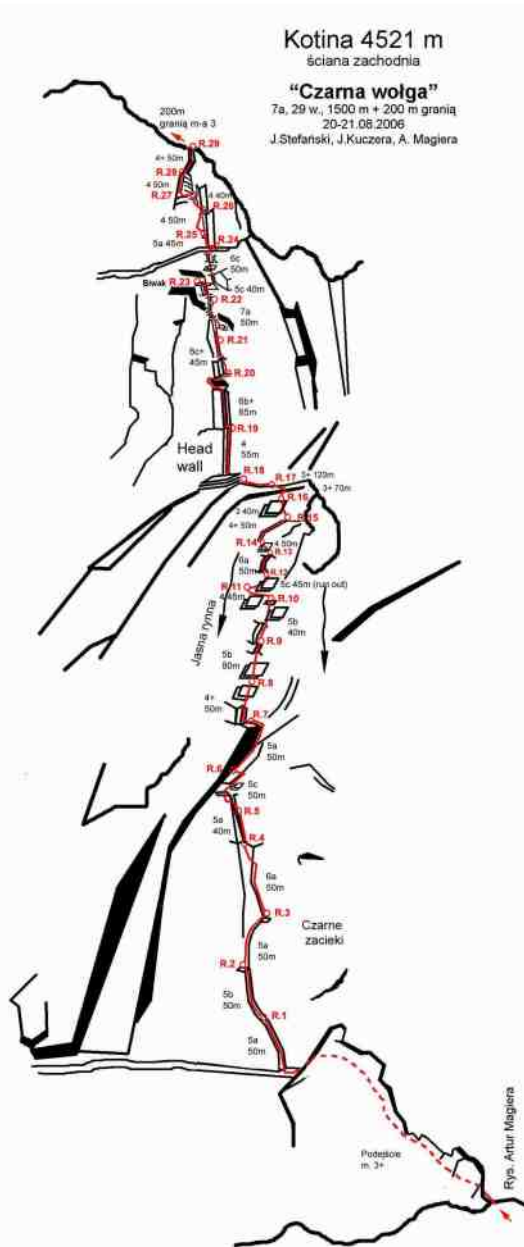 Kotina 4521 m
ściana zachodnia
"Czarna wołga"
7a, 29 w., 1500 m + 200 m granią
20-21.08.2006
J.Stefański, J.Kuczera, A. Magiera
200m
granią m-a 3
R.29
4+ 50m
R.28
4 50m
R.27
4 40m
R.26
4 50m
R.25
5a 45m
R.24
6c
50m
Biwak
R.23
5c 40m
R.22
7a
50m
R.21
6c+
45m
R.20
6b+
R.19
4
55m
Head
wall
R.18
R.17
3+ 120m
3+ 70m
R.16
3 40m
R.15
4+ 50m
R.14
4 50m
R.13
6a
50m
R.12
5c 45m (run out)
R.11
4 45m
R.10
5b
40m
Jasna rynna
R.9
5b
R.8
4+
50m
R.7
5a
50m
R.6
5c
50m
R.5
5a
40m
R.4
6a
50m
R.3
Czarne
zacieki
5a
50m
R.2
5b
50m
R.1
5a
50m
Podejście
m. 3+
Rys. Artur Magiera